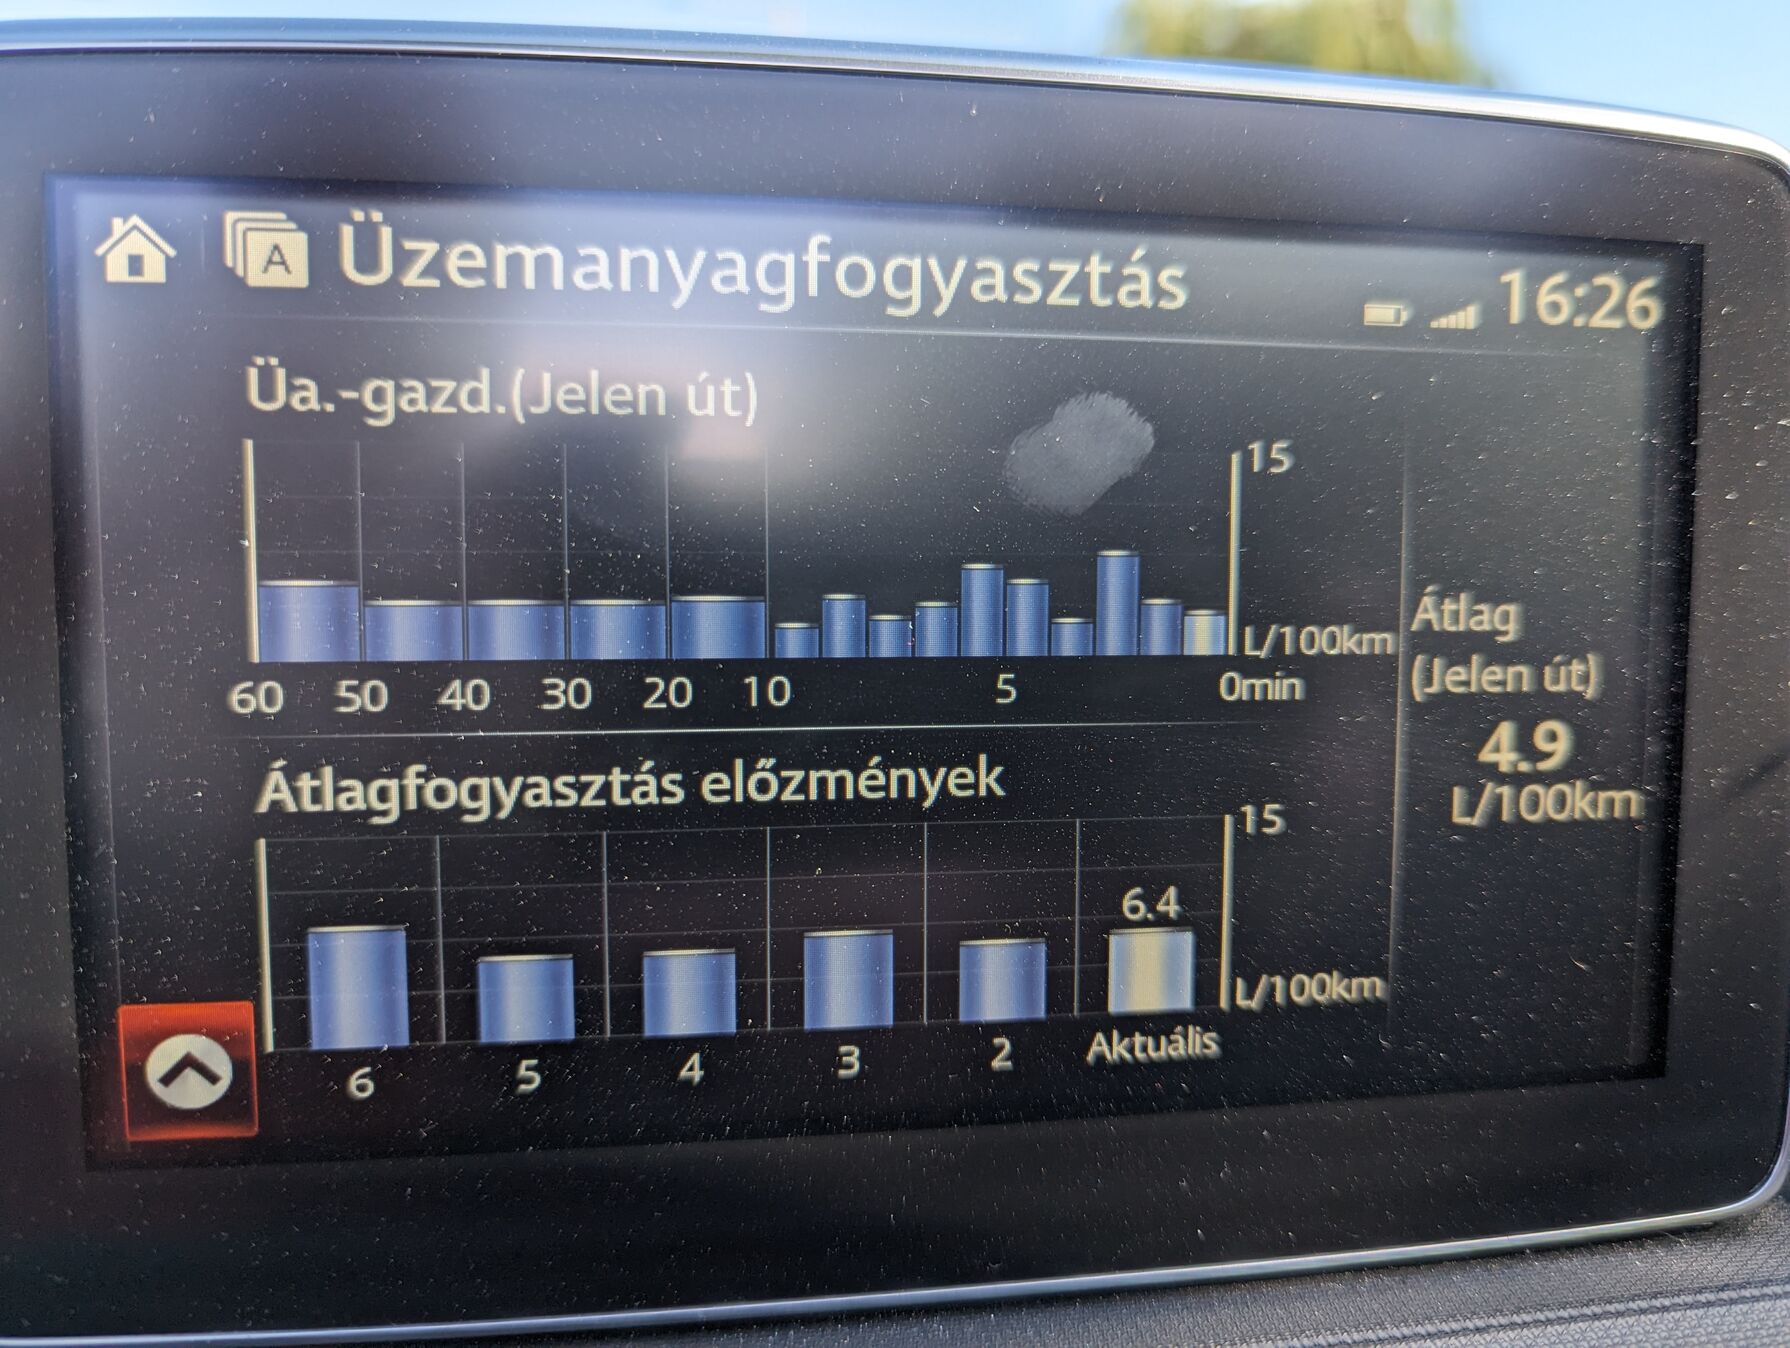 A Üzemanyagfogyasztás 16:26
Üa.-gazd.(Jelen út)
15
L/100km
60 50 40 30 20 10 5 0min
Átlag
(Jelen út)
4.9
L/100km
Átlagfogyasztás előzmények
15
6.4
L/100km
6 5 4 3 2 Aktuális